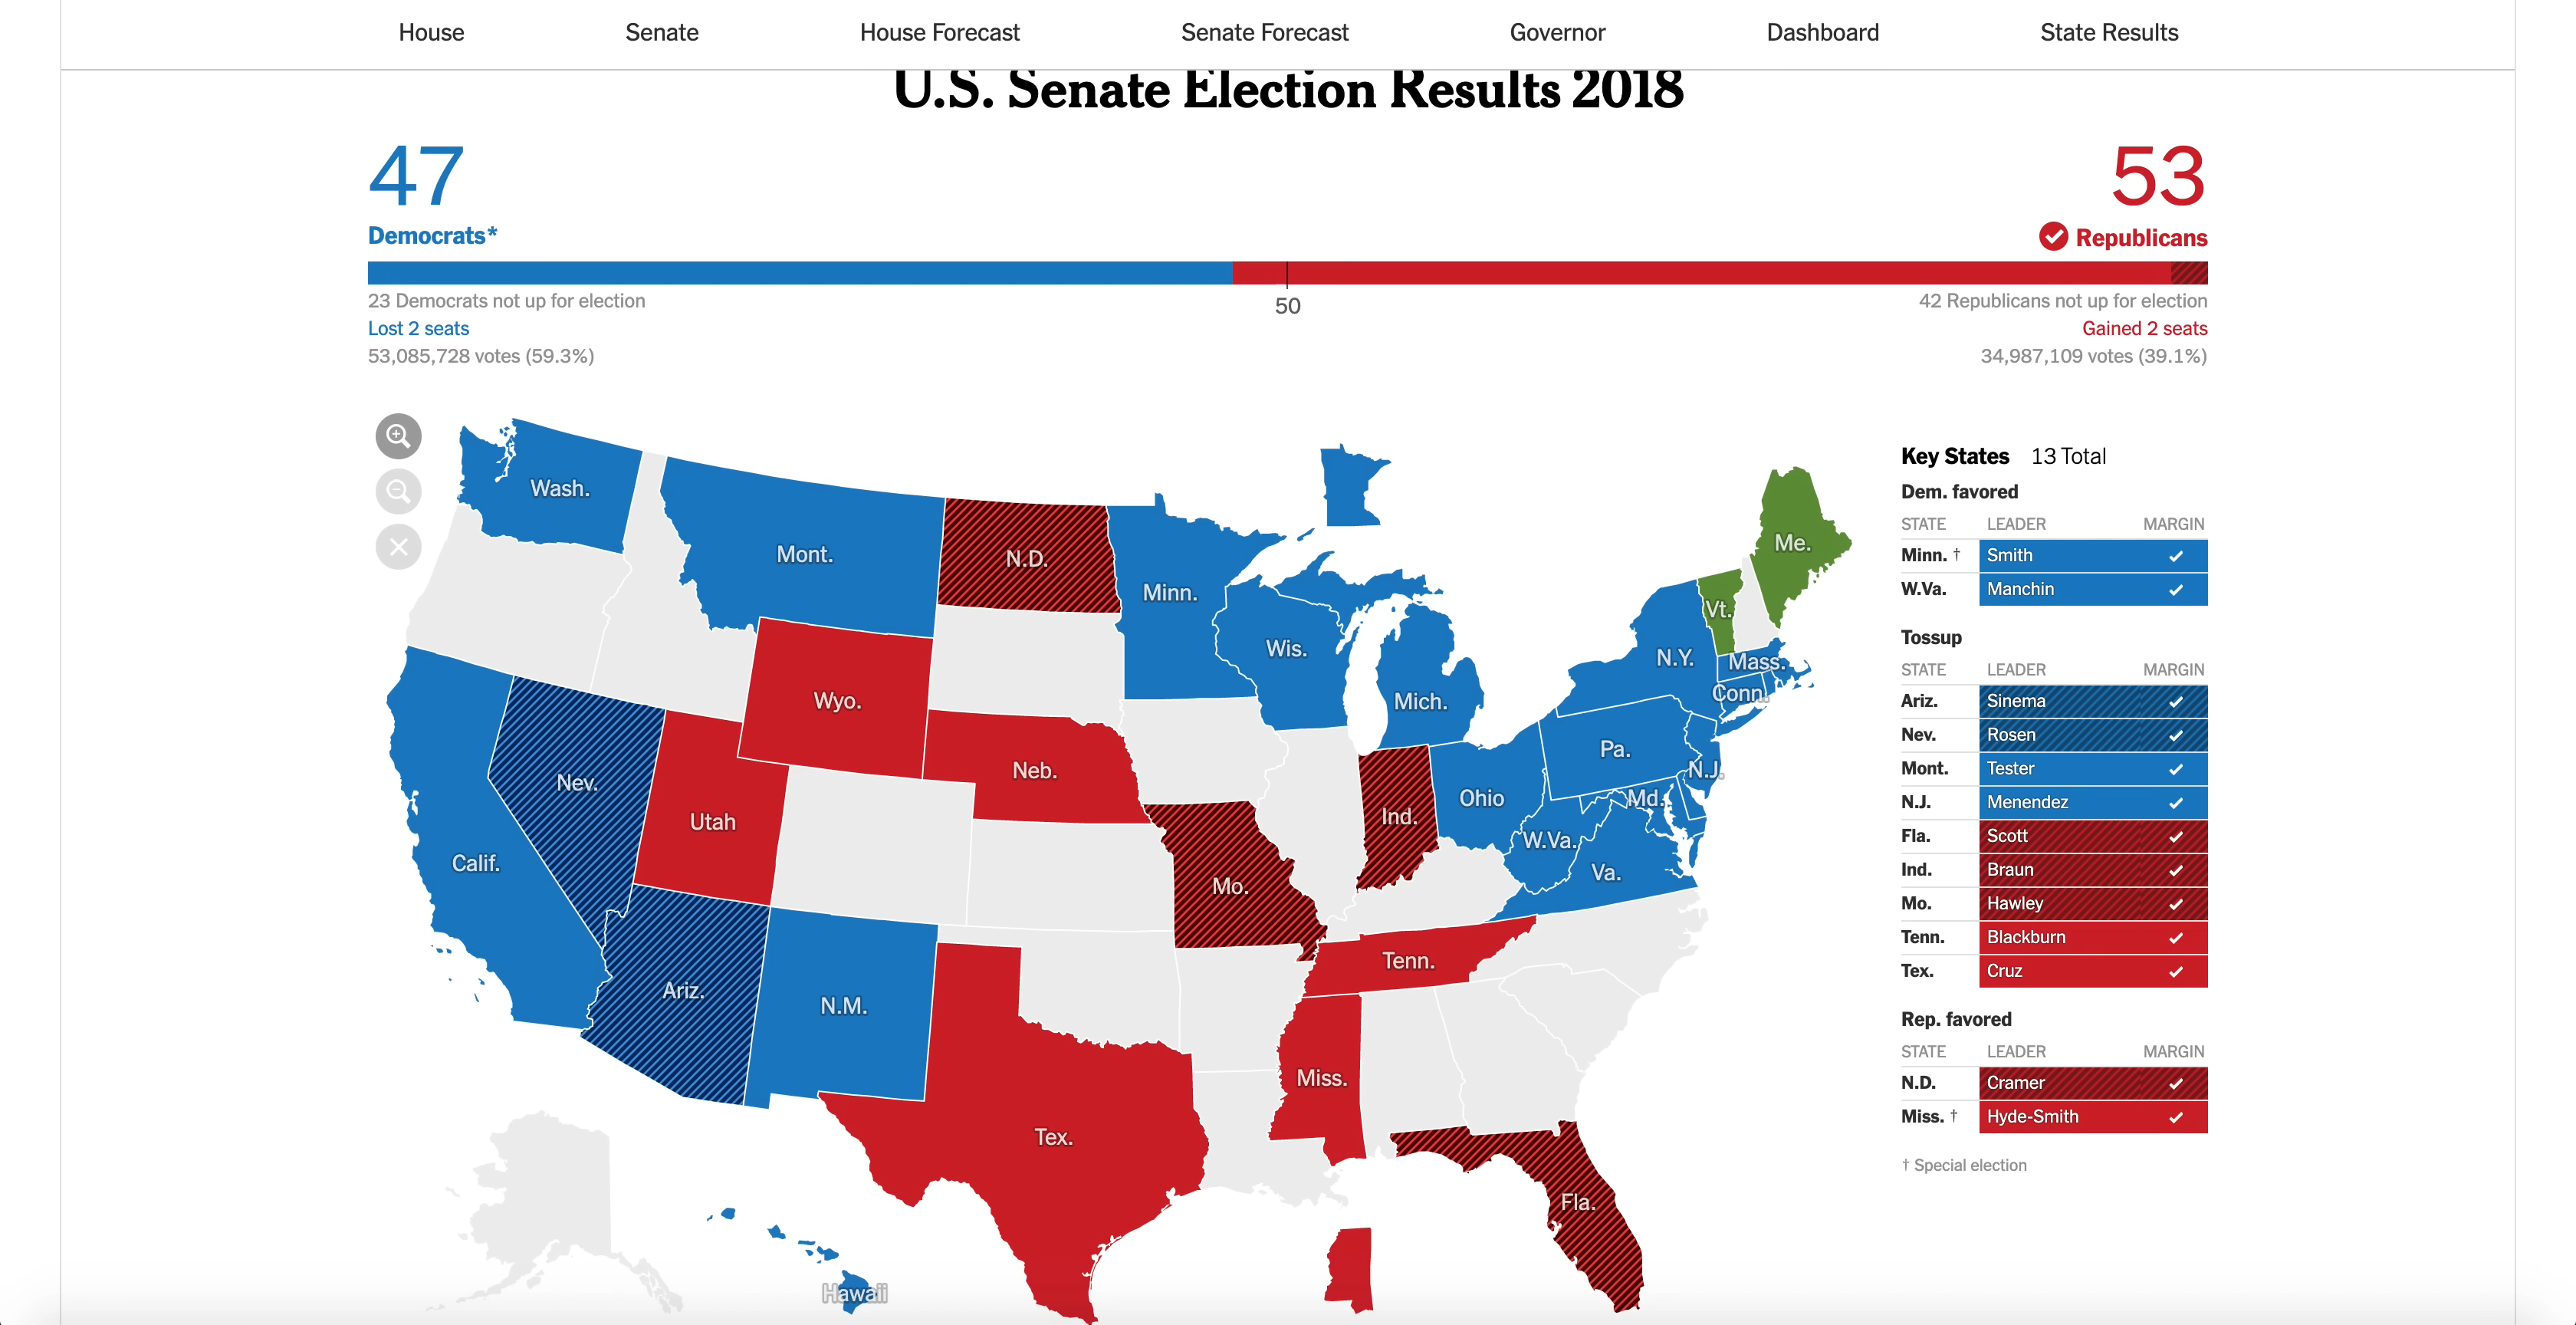 House Senate House Forecast Senate Forecast Governor Dashboard State Results
U.S. Senate Election Results 2018
47
53
Democrats*
Republicans
23 Democrats not up for election
50
42 Republicans not up for election
Lost 2 seats
Gained 2 seats
53,085,728 votes (59.3%)
34,987,109 votes (39.1%)
Wash.
Mont.
N.D.
Minn.
Me.
Vt.
Wis.
N.Y.
Mass.
Conn.
Mich.
Wyo.
Pa.
N.J.
Neb.
Nev.
Ohio
Md.
Utah
Ind.
W.Va.
Calif.
Va.
Mo.
Tenn.
Ariz.
N.M.
Miss.
Tex.
Fla.
Hawaii
Key States 13 Total
Dem. favored
STATE LEADER MARGIN
Minn. † Smith ✓
W.Va. Manchin ✓
Tossup
STATE LEADER MARGIN
Ariz. Sinema ✓
Nev. Rosen ✓
Mont. Tester ✓
N.J. Menendez ✓
Fla. Scott ✓
Ind. Braun ✓
Mo. Hawley ✓
Tenn. Blackburn ✓
Tex. Cruz ✓
Rep. favored
STATE LEADER MARGIN
N.D. Cramer ✓
Miss. † Hyde-Smith ✓
† Special election